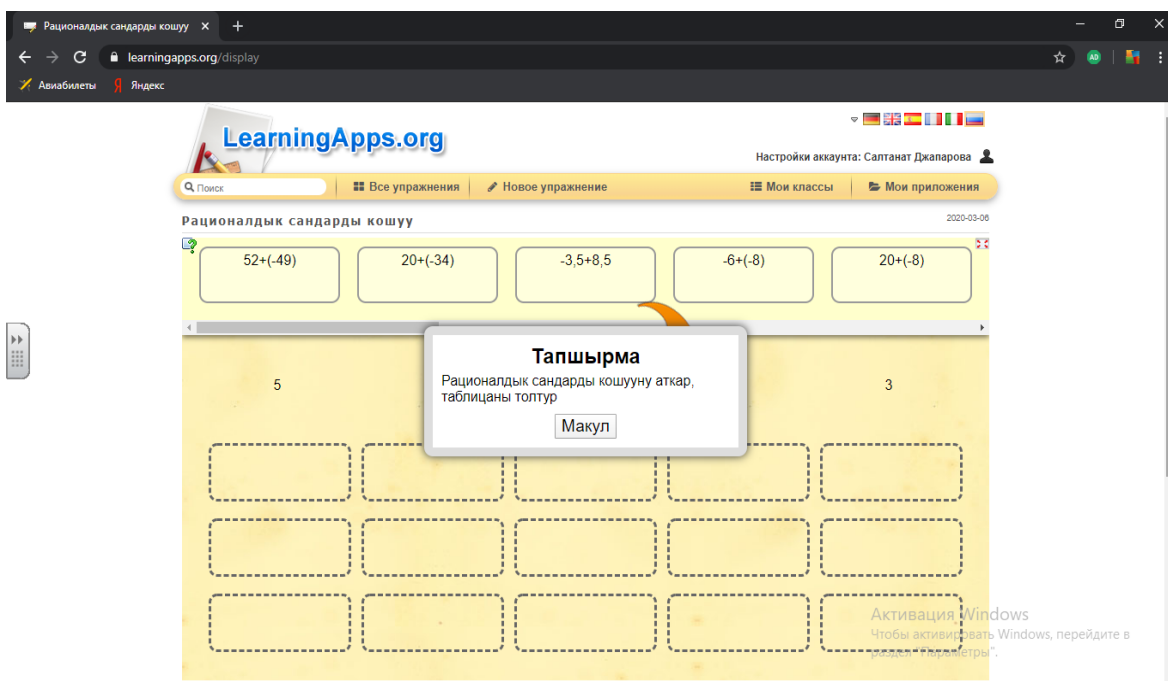 Рационалдык сандарды кошуу
learningapps.org/display
Авиабилеты
Яндекс
LearningApps.org
Настройки аккаунта: Салтанат Джапарова
Поиск
Все упражнения
Новое упражнение
Мои классы
Мои приложения
Рационалдык сандарды кошуу
2020-03-06
52+(-49)
20+(-34)
-3,5+8,5
-6+(-8)
20+(-8)
Тапшырма
Рационалдык сандарды кошууну аткар,
таблицаны толтур
Макул
5
3
Активация Windows
Чтобы активировать Windows, перейдите в
раздел "Параметры".